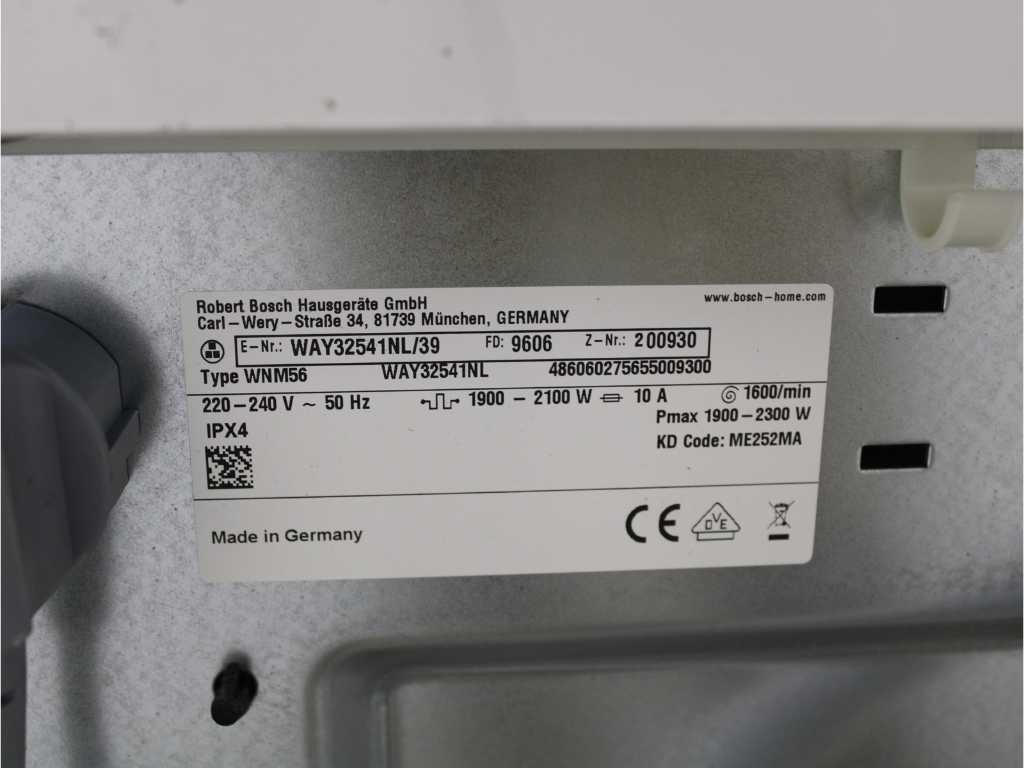 Robert Bosch Hausgeräte GmbH
www.bosch-home.com
Carl-Wery-Straße 34, 81739 München, GERMANY
E-Nr.: WAY32541NL/39 FD: 9606 Z-Nr.: 200930
Type WNM56 WAY32541NL 486060275655009300
220-240 V ~ 50 Hz 1900 - 2100 W 10 A 1600/min
Pmax 1900-2300 W
IPX4
KD Code: ME252MA
Made in Germany
CE DVE